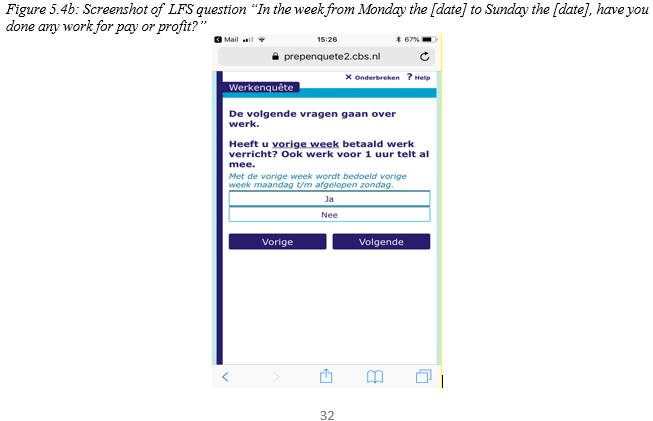 Figure 5.4b: Screenshot of LFS question “In the week from Monday the [date] to Sunday the [date], have you
done any work for pay or profit?”
Mail 15:26 67%
prepenquete2.cbs.nl
× Onderbreken ? Help
Werkenquête
De volgende vragen gaan over
werk.
Heeft u vorige week betaald werk
verricht? Ook werk voor 1 uur telt al
mee.
Met de vorige week wordt bedoeld vorige
week maandag t/m afgelopen zondag.
Ja
Nee
Vorige Volgende
32